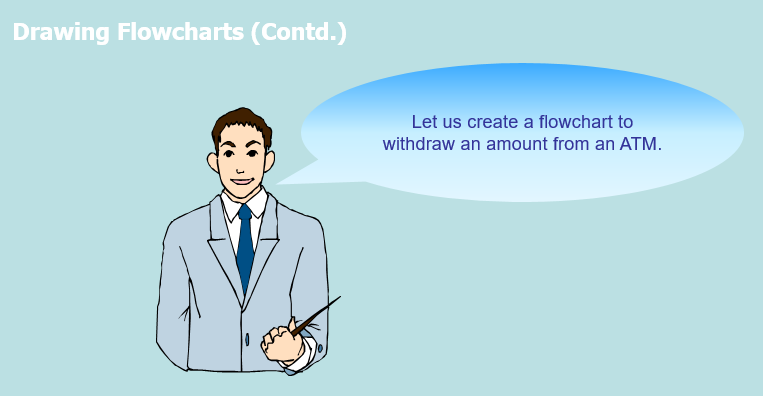 Drawing Flowcharts (Contd.)
Let us create a flowchart to
withdraw an amount from an ATM.